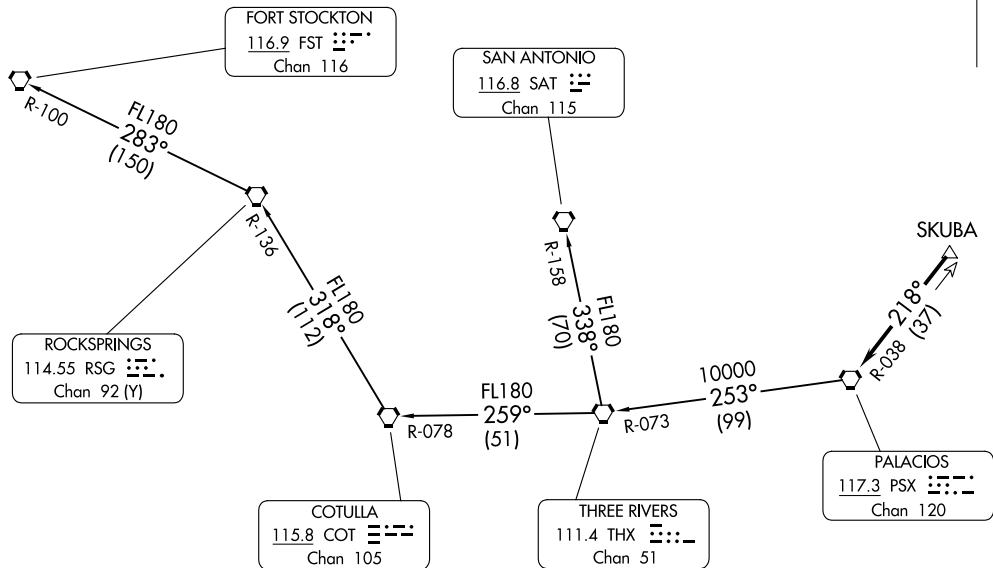 FORT STOCKTON
116.9 FST
Chan 116
SAN ANTONIO
116.8 SAT
Chan 115
R-100
FL180
283°
(150)
R-136
R-158
SKUBA
FL180
318°
(112)
FL180
338°
(70)
218°
(37)
R-038
ROCKSPRINGS
114.55 RSG
Chan 92 (Y)
10000
253°
(99)
R-073
FL180
259°
(51)
R-078
PALACIOS
117.3 PSX
Chan 120
COTULLA
115.8 COT
Chan 105
THREE RIVERS
111.4 THX
Chan 51